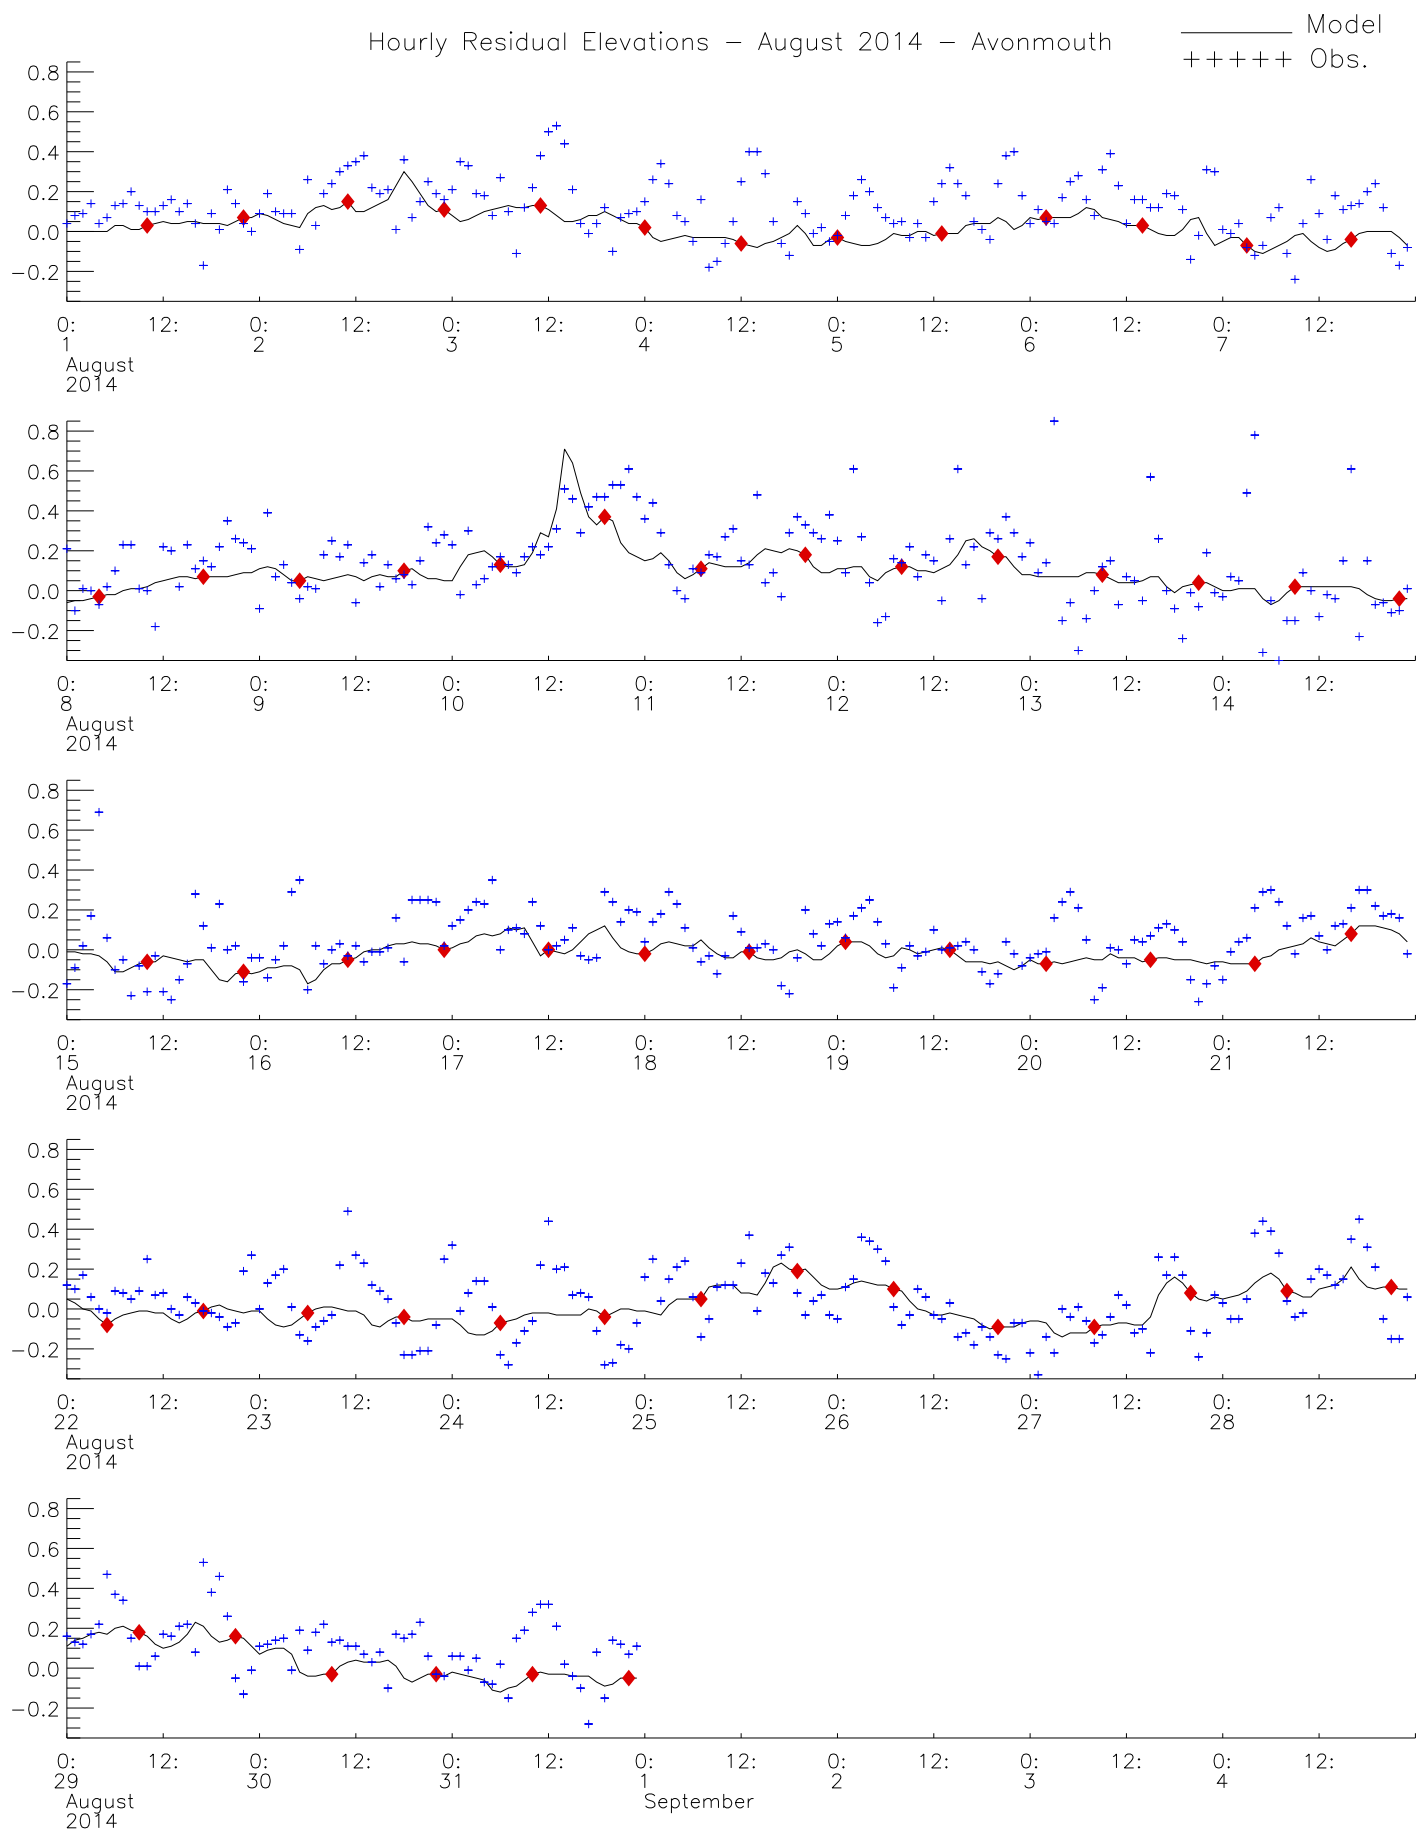 Hourly Residual Elevations − August 2014 − Avonmouth
Model
+++++ Obs.
0.8
0.6
0.4
0.2
0.0
−0.2
0: 12: 0: 12: 0: 12: 0: 12: 0: 12: 0: 12: 0: 12:
1 2 3 4 5 6 7
August
2014
0.8
0.6
0.4
0.2
0.0
−0.2
0: 12: 0: 12: 0: 12: 0: 12: 0: 12: 0: 12: 0: 12:
8 9 10 11 12 13 14
August
2014
0.8
0.6
0.4
0.2
0.0
−0.2
0: 12: 0: 12: 0: 12: 0: 12: 0: 12: 0: 12: 0: 12:
15 16 17 18 19 20 21
August
2014
0.8
0.6
0.4
0.2
0.0
−0.2
0: 12: 0: 12: 0: 12: 0: 12: 0: 12: 0: 12: 0: 12:
22 23 24 25 26 27 28
August
2014
0.8
0.6
0.4
0.2
0.0
−0.2
0: 12: 0: 12: 0: 12: 0: 12: 0: 12: 0: 12: 0: 12:
29 30 31 1 2 3 4
August September
2014